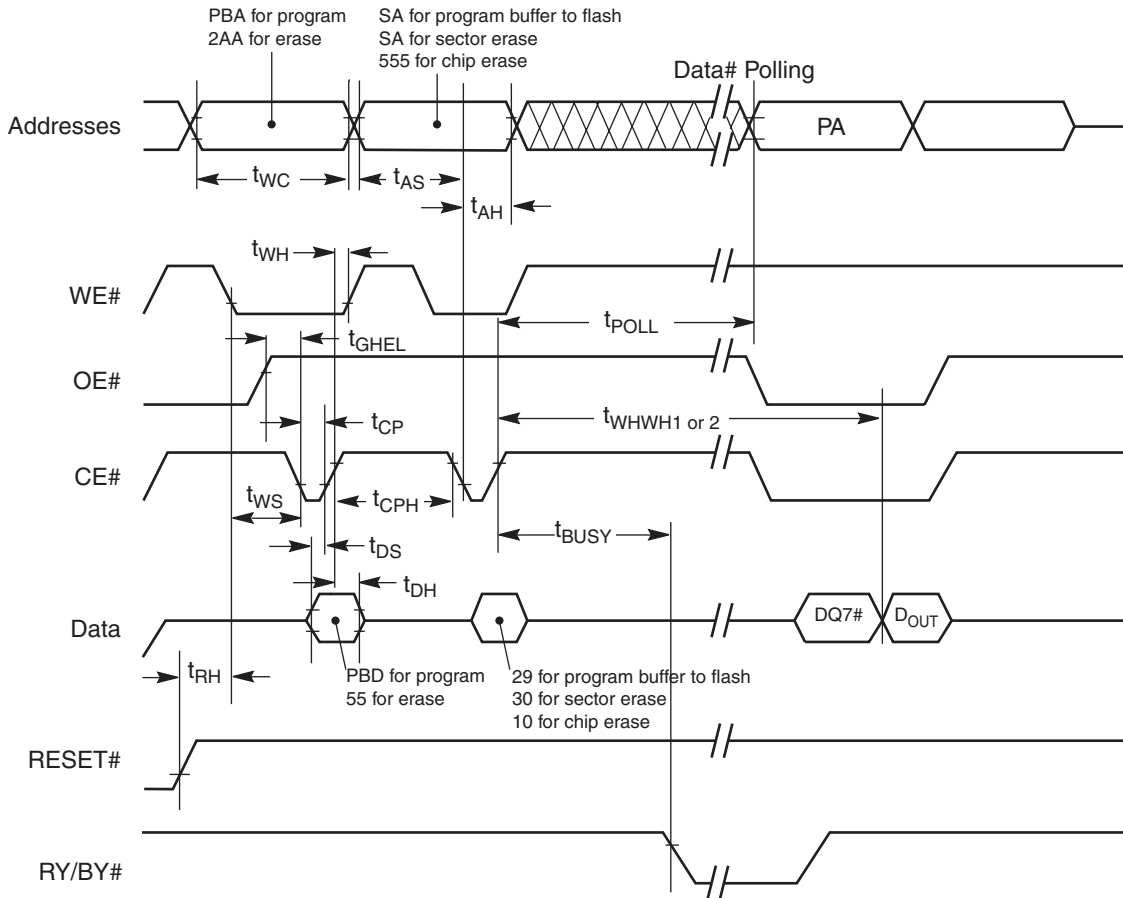 PBA for program
2AA for erase
SA for program buffer to flash
SA for sector erase
555 for chip erase
Data# Polling
Addresses
PA
tWC
tAS
tAH
tWH
WE#
tPOLL
tGHEL
OE#
tWHWH1 or 2
tCP
CE#
tWS
tCPH
tBUSY
tDS
tDH
Data
DQ7#
DOUT
tRH
PBD for program
55 for erase
29 for program buffer to flash
30 for sector erase
10 for chip erase
RESET#
RY/BY#